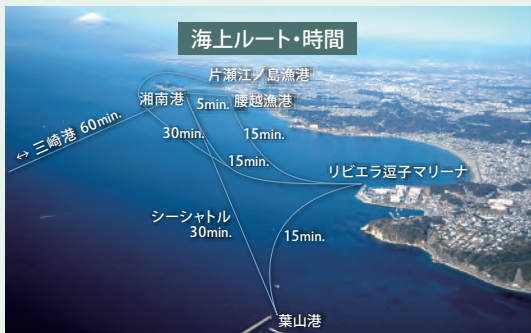 海上ルート・時間
片瀬江ノ島漁港
湘南港
5min.
腰越漁港
↔ 三崎港 60min.
30min.
15min.
15min.
リビエラ逗子マリーナ
シーシャトル
30min.
15min.
葉山港